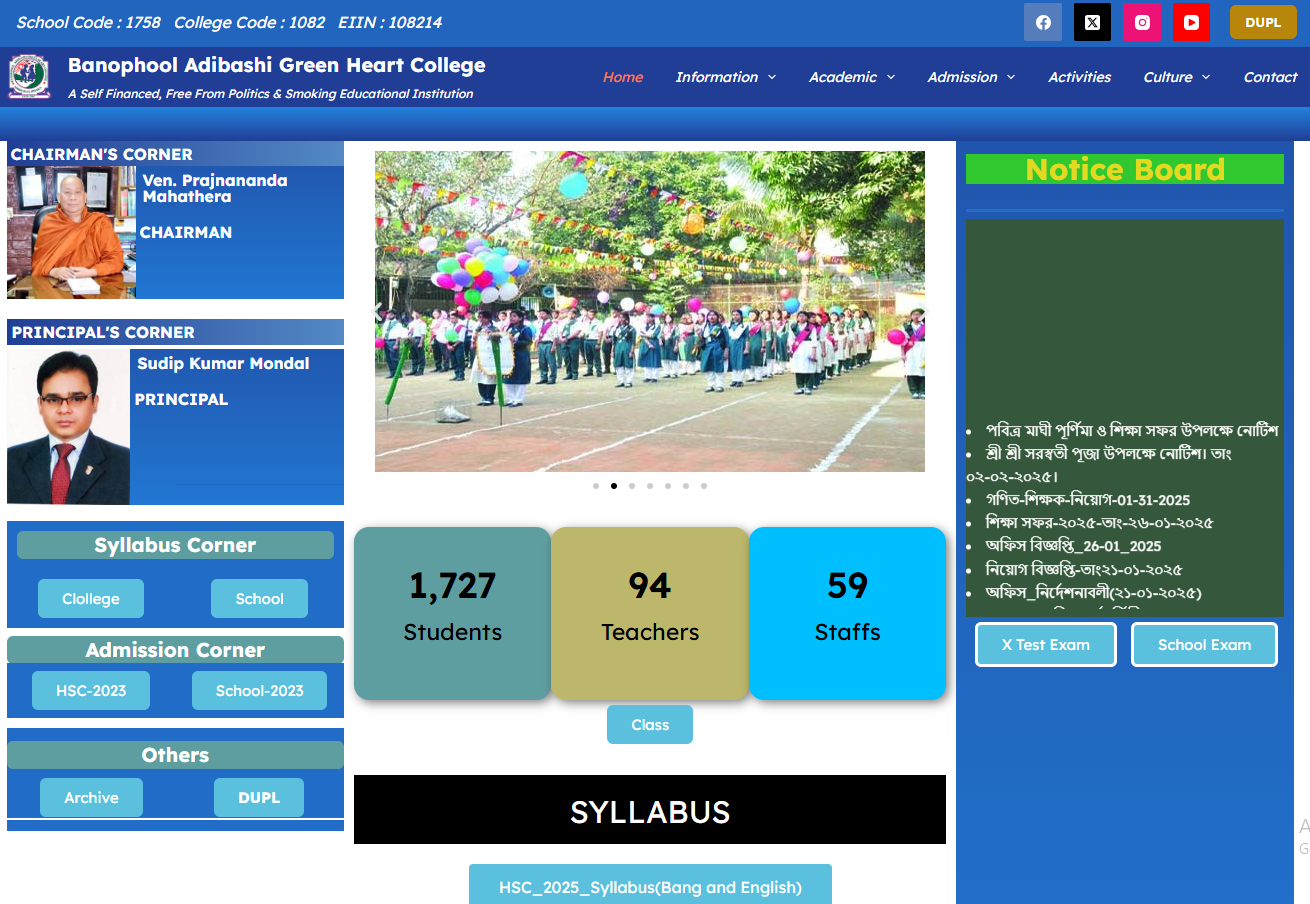 School Code : 1758 College Code : 1082 EIIN : 108214
DUPL
Banophool Adibashi Green Heart College
A Self Financed, Free From Politics & Smoking Educational Institution
Home Information Academic Admission Activities Culture Contact
CHAIRMAN'S CORNER
Ven. Prajnananda
Mahathera
CHAIRMAN
PRINCIPAL'S CORNER
Sudip Kumar Mondal
PRINCIPAL
Syllabus Corner
Clollege School
Admission Corner
HSC-2023 School-2023
Others
Archive DUPL
1,727 94 59
Students Teachers Staffs
Class
SYLLABUS
HSC_2025_Syllabus(Bang and English)
Notice Board
পবিত্র মাঘী পূর্ণিমা ও শিক্ষা সফর উপলক্ষে নোটিশ
শ্রী শ্রী সরস্বতী পূজা উপলক্ষে নোটিশ। তাং
০২-০২-২০২৫।
গণিত-শিক্ষক-নিয়োগ-01-31-2025
শিক্ষা সফর-২০২৫-তাং-২৬-০১-২০২৫
অফিস বিজ্ঞপ্তি_26-01_2025
নিয়োগ বিজ্ঞপ্তি-তাং২১-০১-২০২৫
অফিস_নির্দেশনাবলী(২১-০১-২০২৫)
X Test Exam School Exam